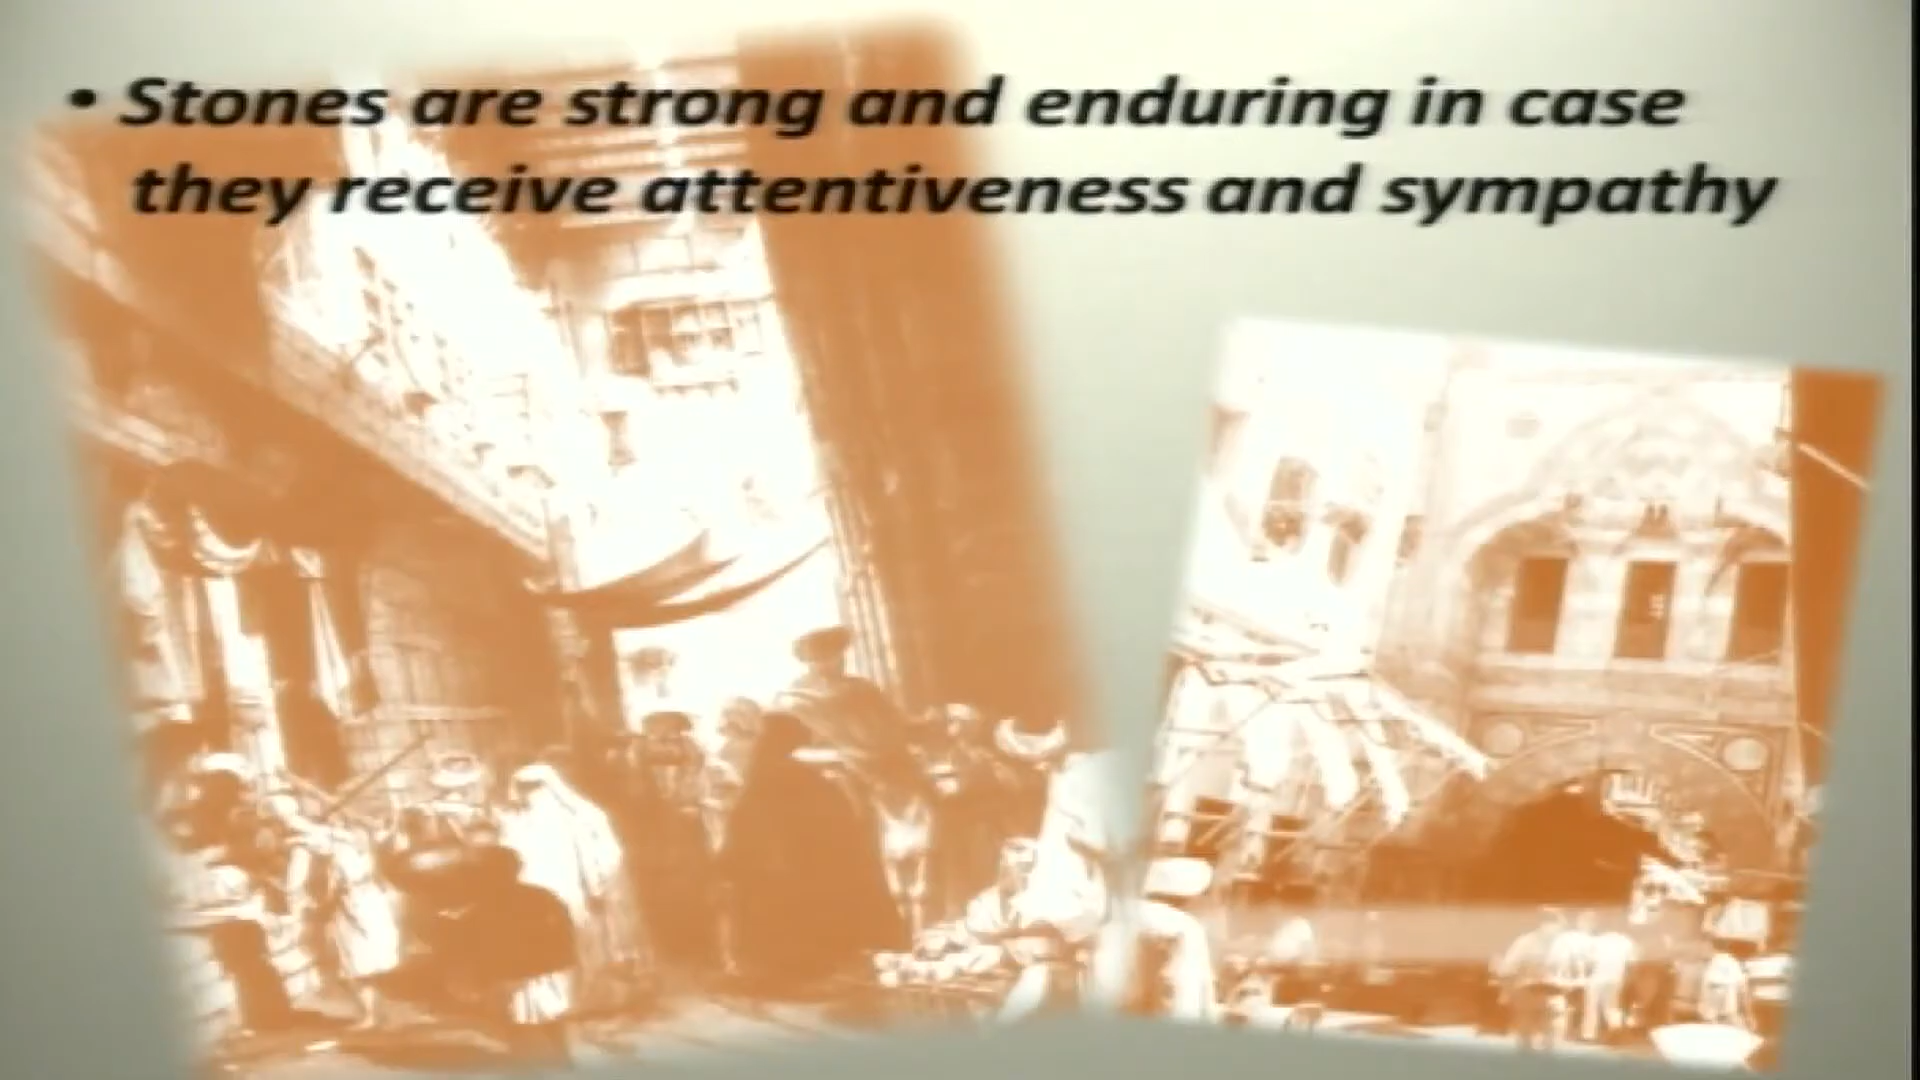 • Stones are strong and enduring in case
they receive attentiveness and sympathy